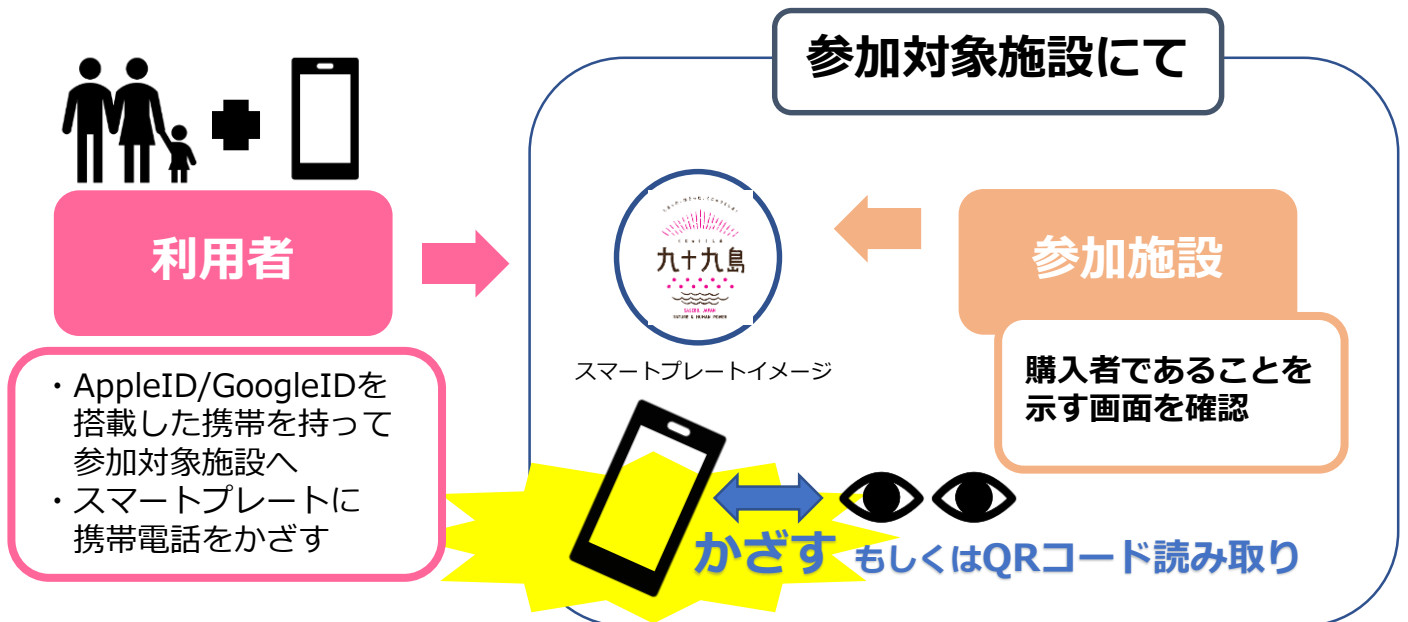 参加対象施設にて
利用者
・AppleID/GoogleIDを
搭載した携帯を持って
参加対象施設へ
・スマートプレートに
携帯電話をかざす
九十九島
SASEBO JAPAN
NATURE & HUMAN POWER
スマートプレートイメージ
参加施設
購入者であることを
示す画面を確認
かざす もしくはQRコード読み取り